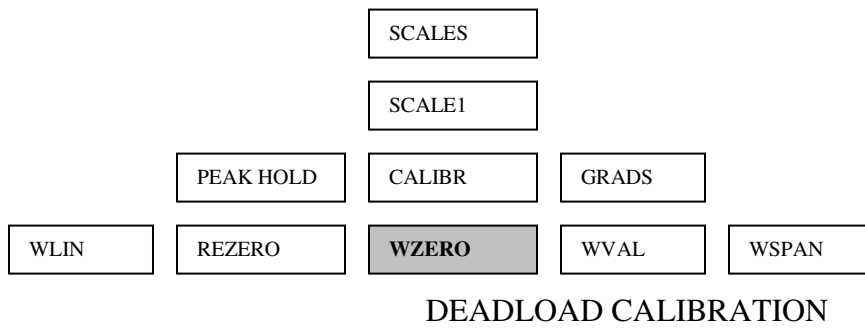 SCALES
SCALE1
PEAK HOLD CALIBR GRADS
WLIN REZERO WZERO WVAL WSPAN
DEADLOAD CALIBRATION